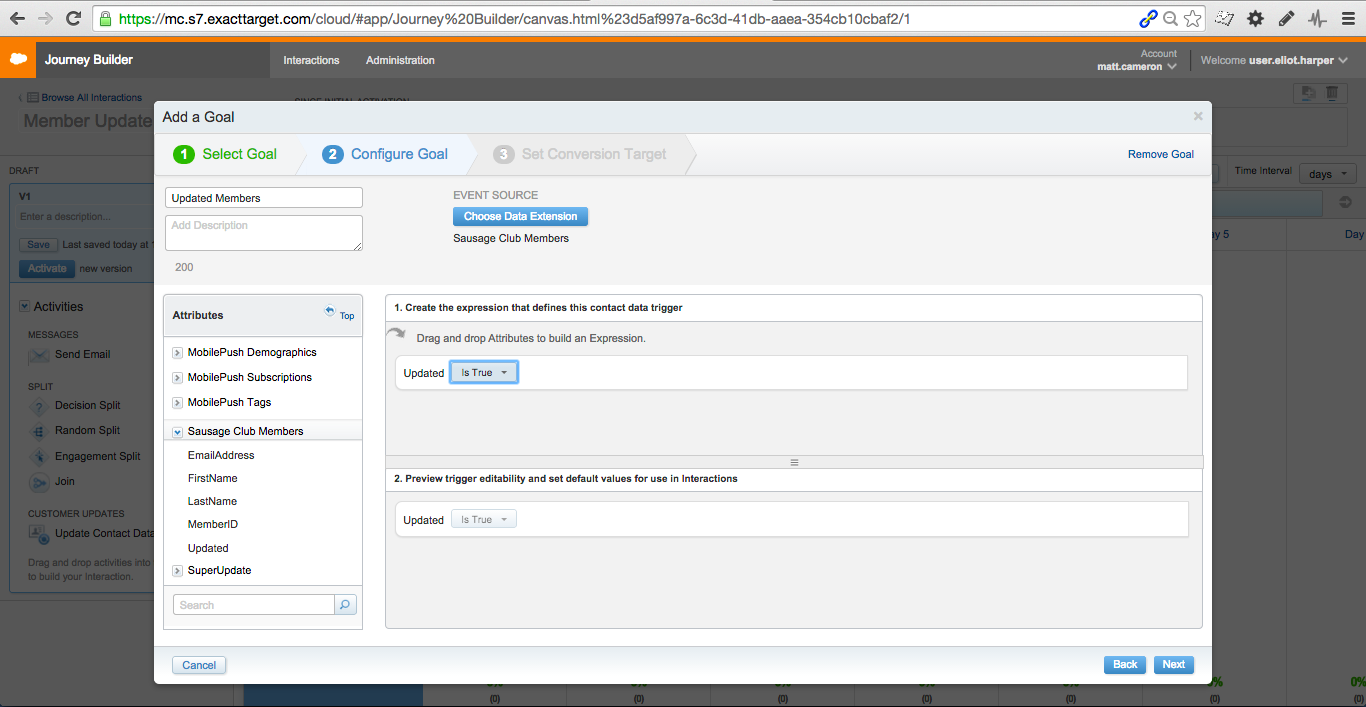 https://mc.s7.exacttarget.com/cloud/#app/Journey%20Builder/canvas.html%23d5af997a-6c3d-41db-aaea-354cb10cbaf2/1
Journey Builder
Interactions
Administration
Account
matt.cameron
Welcome user.eliot.harper
Browse All Interactions
SINCE INITIAL ACTIVATION
Member Update
DRAFT
V1
Enter a description...
Save
Last saved today at
Activate
new version
Activities
MESSAGES
Send Email
SPLIT
Decision Split
Random Split
Engagement Split
Join
CUSTOMER UPDATES
Update Contact Data
Drag and drop activities into
to build your Interaction.
Time Interval
days
Day
Add a Goal
×
1 Select Goal
2 Configure Goal
3 Set Conversion Target
Remove Goal
Updated Members
Add Description
200
EVENT SOURCE
Choose Data Extension
Sausage Club Members
Attributes
Top
MobilePush Demographics
MobilePush Subscriptions
MobilePush Tags
Sausage Club Members
EmailAddress
FirstName
LastName
MemberID
Updated
SuperUpdate
Search
1. Create the expression that defines this contact data trigger
Drag and drop Attributes to build an Expression.
Updated Is True
2. Preview trigger editability and set default values for use in Interactions
Updated Is True
Cancel
Back
Next
(0) (0) (0) (0) (0) (0) (0)